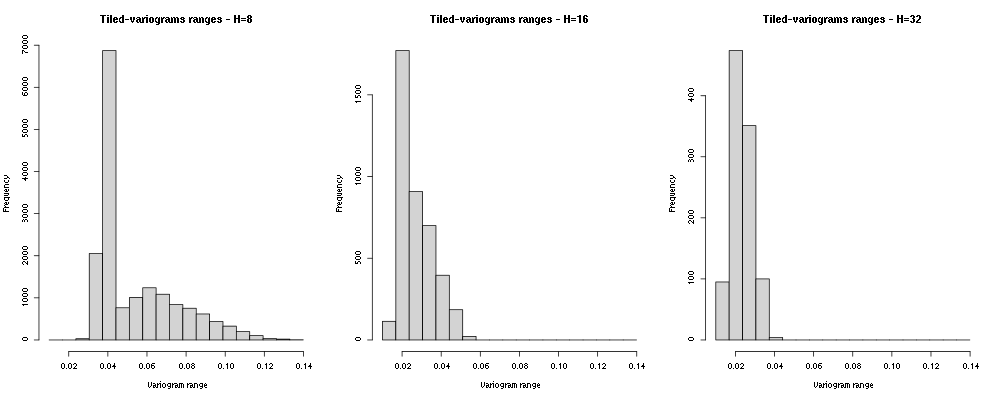 Tiled-variograms ranges - H=8
Frequency
7000
6000
5000
4000
3000
2000
1000
0
0.02 0.04 0.06 0.08 0.10 0.12 0.14
Variogram range
Tiled-variograms ranges - H=16
Frequency
1500
1000
500
0
0.02 0.04 0.06 0.08 0.10 0.12 0.14
Variogram range
Tiled-variograms ranges - H=32
Frequency
400
300
200
100
0
0.02 0.04 0.06 0.08 0.10 0.12 0.14
Variogram range